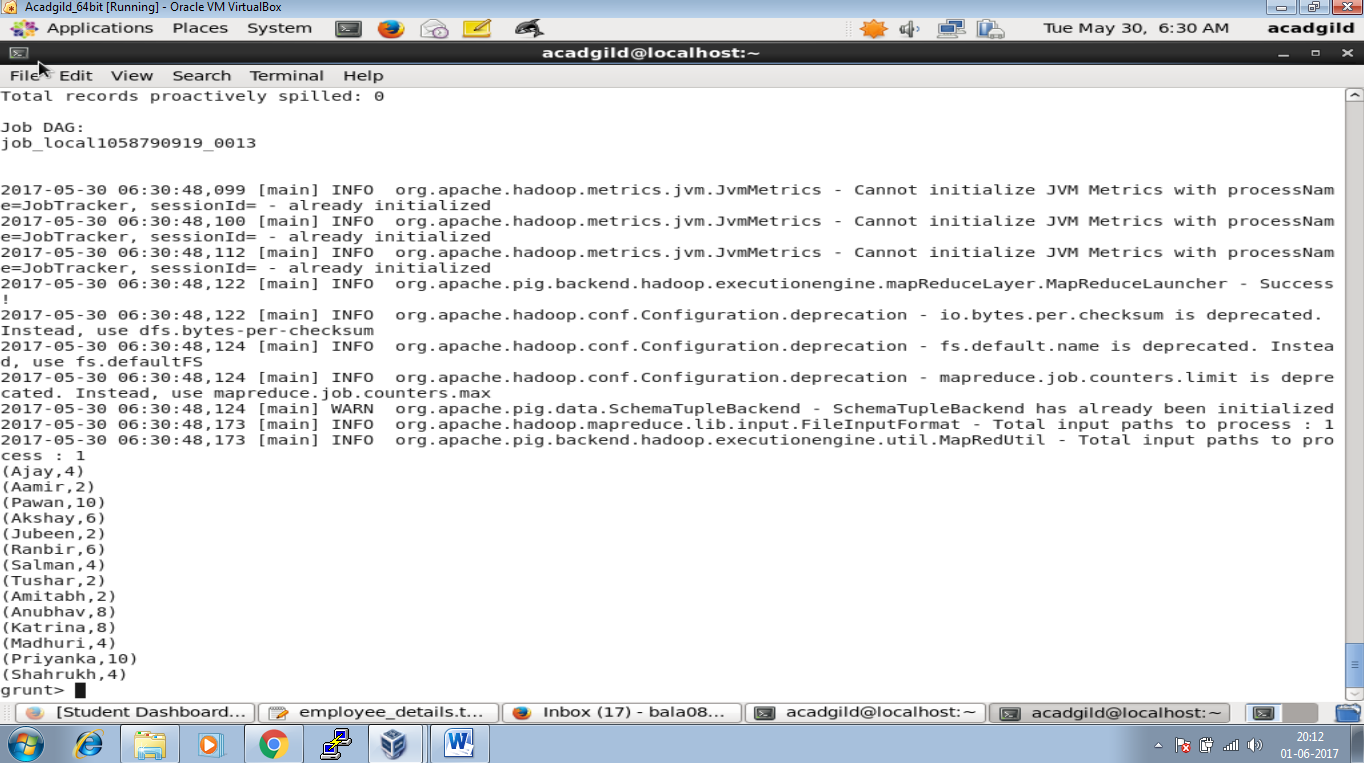 Acadgild_64bit [Running] - Oracle VM VirtualBox
Applications Places System Tue May 30, 6:30 AM acadgild
acadgild@localhost:~
File Edit View Search Terminal Help
Total records proactively spilled: 0
Job DAG:
job_local1058790919_0013
2017-05-30 06:30:48,099 [main] INFO  org.apache.hadoop.metrics.jvm.JvmMetrics - Cannot initialize JVM Metrics with processNam
e=JobTracker, sessionId= - already initialized
2017-05-30 06:30:48,100 [main] INFO  org.apache.hadoop.metrics.jvm.JvmMetrics - Cannot initialize JVM Metrics with processNam
e=JobTracker, sessionId= - already initialized
2017-05-30 06:30:48,112 [main] INFO  org.apache.hadoop.metrics.jvm.JvmMetrics - Cannot initialize JVM Metrics with processNam
e=JobTracker, sessionId= - already initialized
2017-05-30 06:30:48,122 [main] INFO  org.apache.pig.backend.hadoop.executionengine.mapReduceLayer.MapReduceLauncher - Success
!
2017-05-30 06:30:48,122 [main] INFO  org.apache.hadoop.conf.Configuration.deprecation - io.bytes.per.checksum is deprecated.
Instead, use dfs.bytes-per-checksum
2017-05-30 06:30:48,124 [main] INFO  org.apache.hadoop.conf.Configuration.deprecation - fs.default.name is deprecated. Instea
d, use fs.defaultFS
2017-05-30 06:30:48,124 [main] INFO  org.apache.hadoop.conf.Configuration.deprecation - mapreduce.job.counters.limit is depre
cated. Instead, use mapreduce.job.counters.max
2017-05-30 06:30:48,124 [main] WARN  org.apache.pig.data.SchemaTupleBackend - SchemaTupleBackend has already been initialized
2017-05-30 06:30:48,173 [main] INFO  org.apache.hadoop.mapreduce.lib.input.FileInputFormat - Total input paths to process : 1
2017-05-30 06:30:48,173 [main] INFO  org.apache.pig.backend.hadoop.executionengine.util.MapRedUtil - Total input paths to pro
cess : 1
(Ajay,4)
(Aamir,2)
(Pawan,10)
(Akshay,6)
(Jubeen,2)
(Ranbir,6)
(Salman,4)
(Tushar,2)
(Amitabh,2)
(Anubhav,8)
(Katrina,8)
(Madhuri,4)
(Priyanka,10)
(Shahrukh,4)
grunt>
[Student Dashboard... employee_details.t... Inbox (17) - bala08... acadgild@localhost:~ acadgild@localhost:~
20:12
01-06-2017